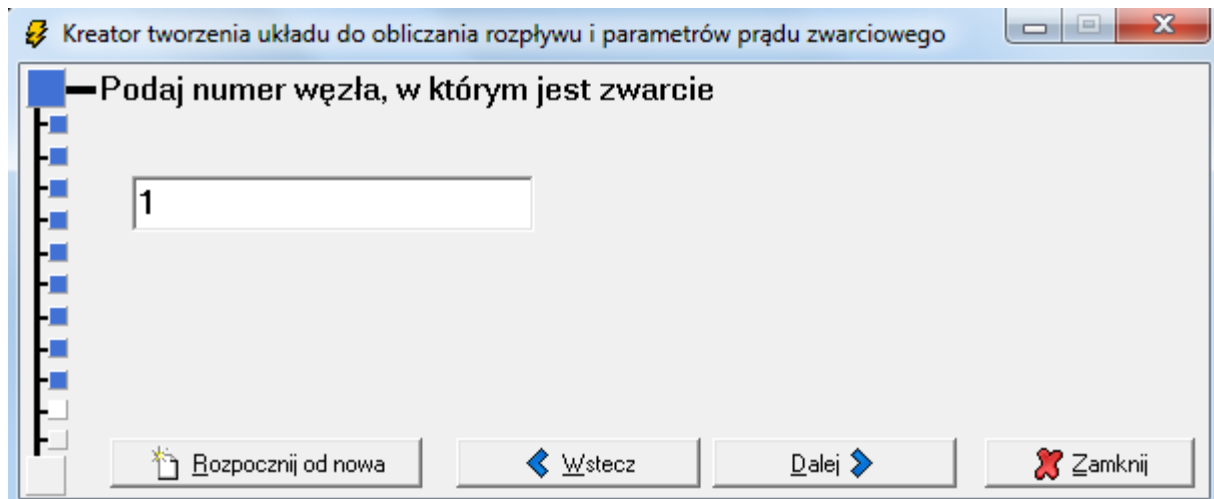 Kreator tworzenia układu do obliczania rozpływu i parametrów prądu zwarciowego
Podaj numer węzła, w którym jest zwarcie
1
Rozpocznij od nowa
Wstecz
Dalej
Zamknij